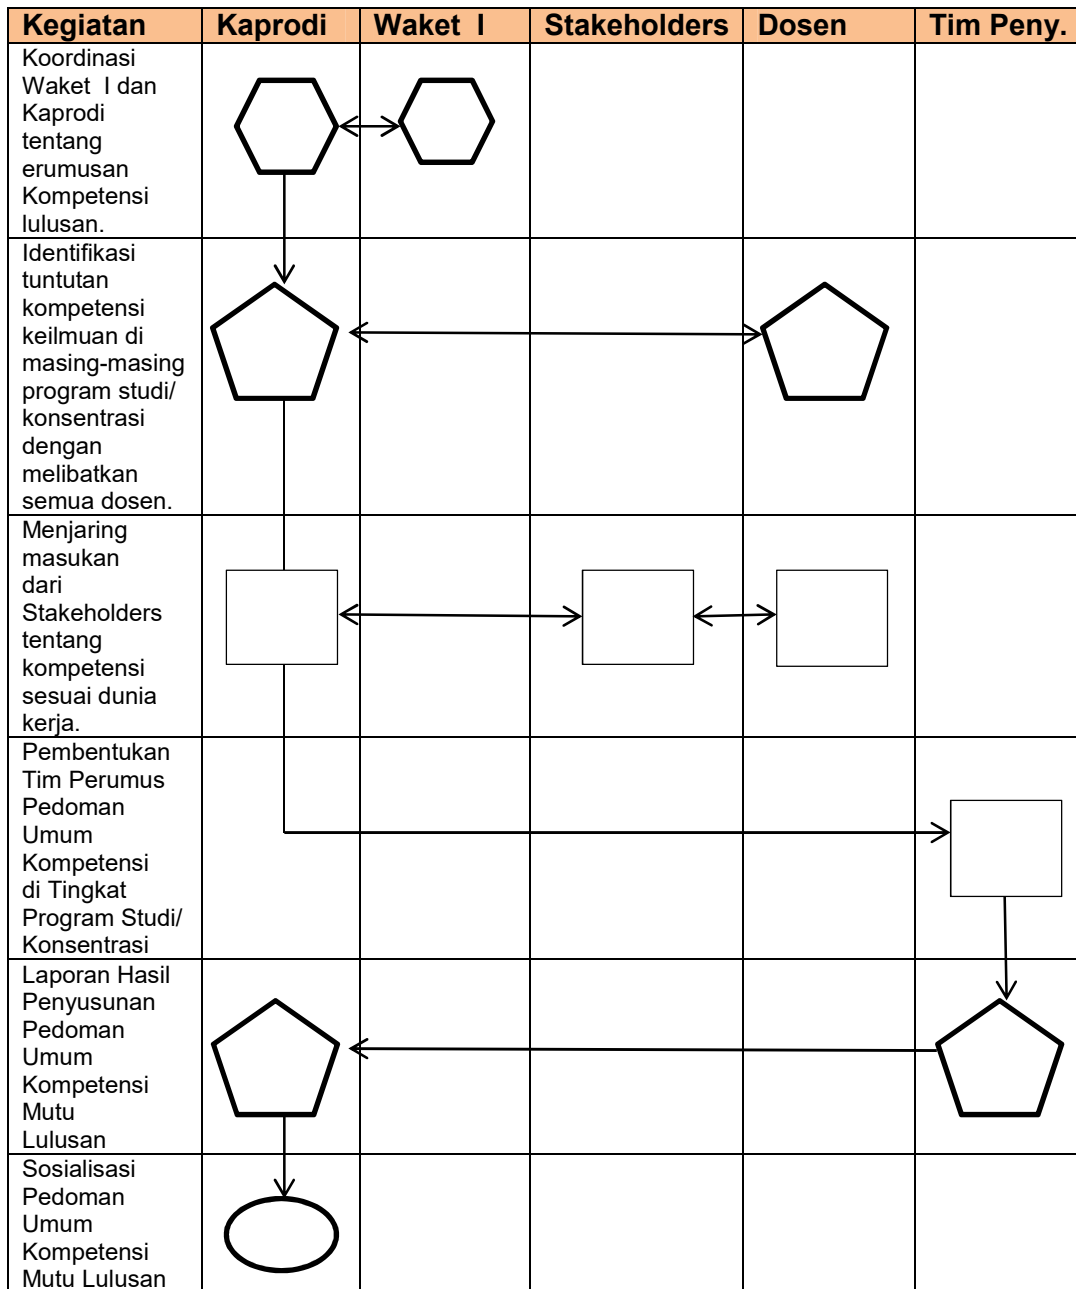 Kegiatan Kaprodi Waket I Stakeholders Dosen Tim Peny.
Koordinasi
Waket I dan
Kaprodi
tentang
erumusan
Kompetensi
lulusan.
Identifikasi
tuntutan
kompetensi
keilmuan di
masing-masing
program studi/
konsentrasi
dengan
melibatkan
semua dosen.
Menjaring
masukan
dari
Stakeholders
tentang
kompetensi
sesuai dunia
kerja.
Pembentukan
Tim Perumus
Pedoman
Umum
Kompetensi
di Tingkat
Program Studi/
Konsentrasi
Laporan Hasil
Penyusunan
Pedoman
Umum
Kompetensi
Mutu
Lulusan
Sosialisasi
Pedoman
Umum
Kompetensi
Mutu Lulusan